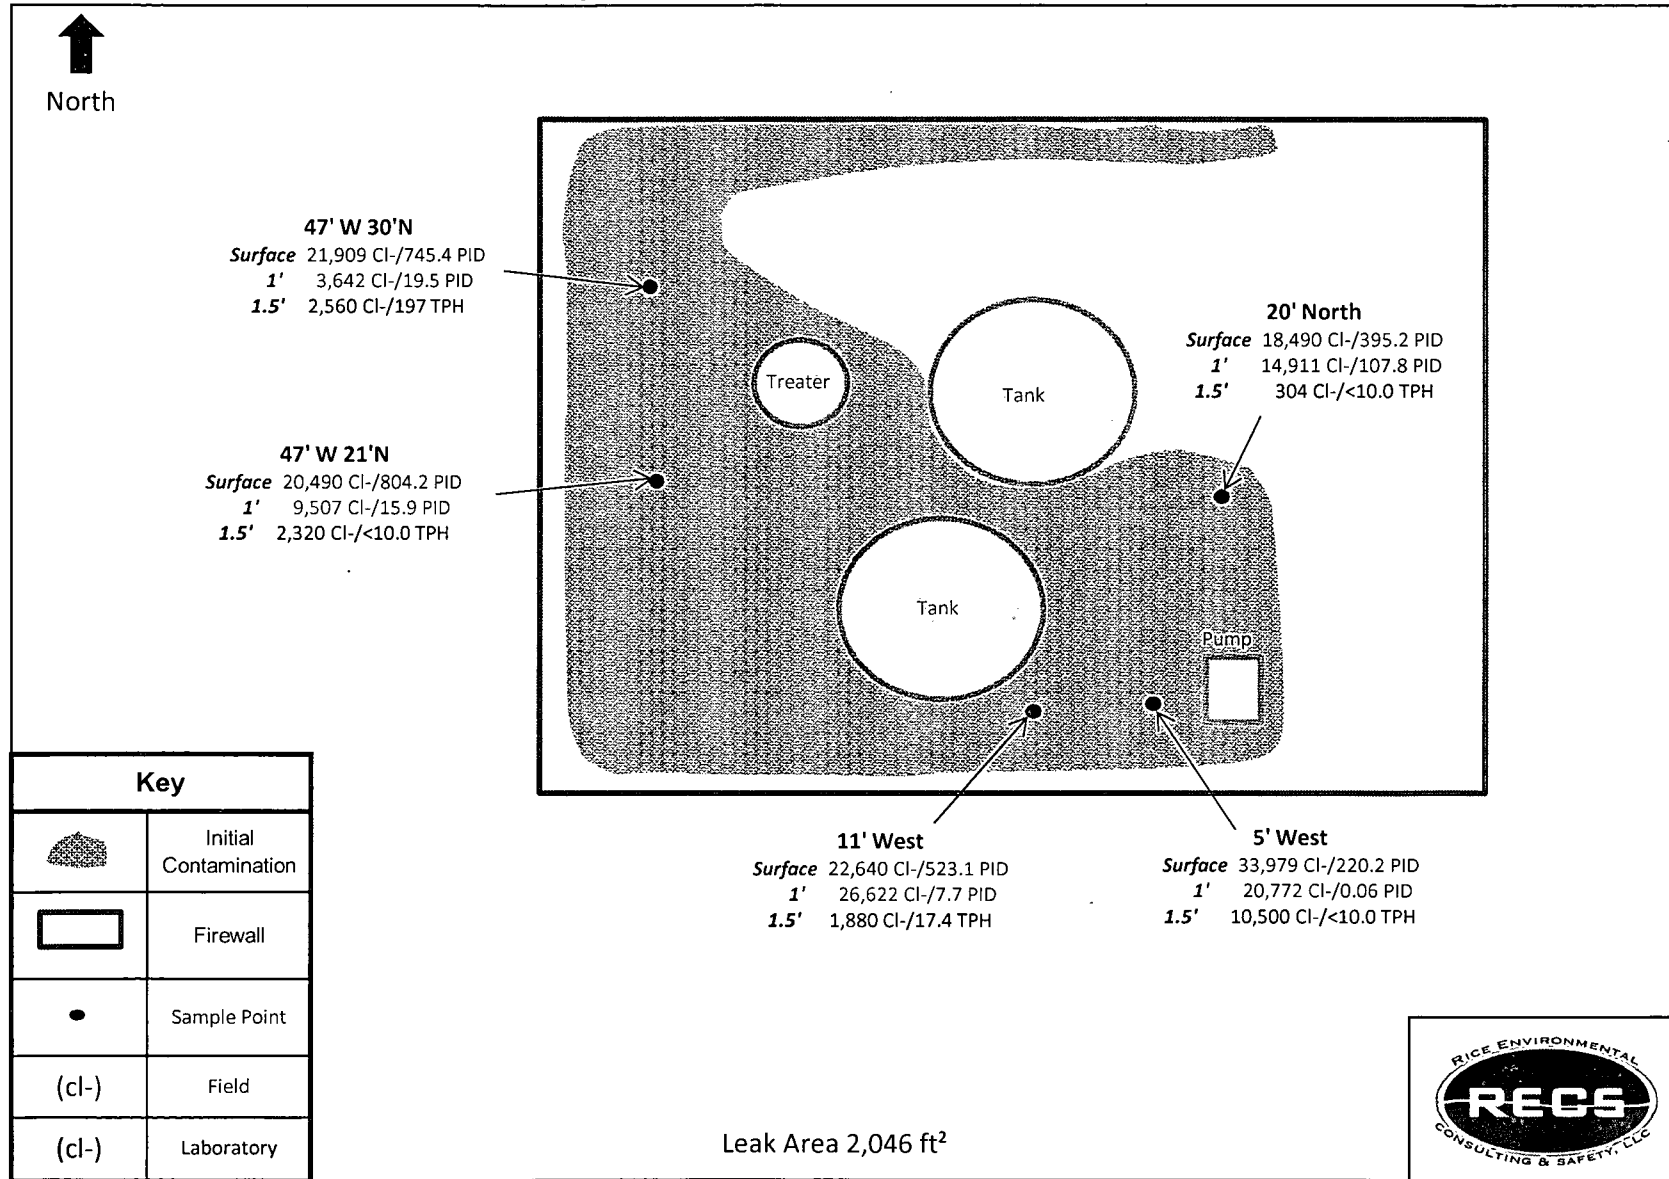 North
47' W 30'N
Surface 21,909 Cl-/745.4 PID
1' 3,642 Cl-/19.5 PID
1.5' 2,560 Cl-/197 TPH
20' North
Surface 18,490 Cl-/395.2 PID
1' 14,911 Cl-/107.8 PID
1.5' 304 Cl-/<10.0 TPH
Treater
Tank
47' W 21'N
Surface 20,490 Cl-/804.2 PID
1' 9,507 Cl-/15.9 PID
1.5' 2,320 Cl-/<10.0 TPH
Tank
Pump
11' West
Surface 22,640 Cl-/523.1 PID
1' 26,622 Cl-/7.7 PID
1.5' 1,880 Cl-/17.4 TPH
5' West
Surface 33,979 Cl-/220.2 PID
1' 20,772 Cl-/0.06 PID
1.5' 10,500 Cl-/<10.0 TPH
Key
Initial
Contamination
Firewall
Sample Point
(cl-) Field
(cl-) Laboratory
Leak Area 2,046 ft²
RICE ENVIRONMENTAL
RECS
CONSULTING & SAFETY, LLC